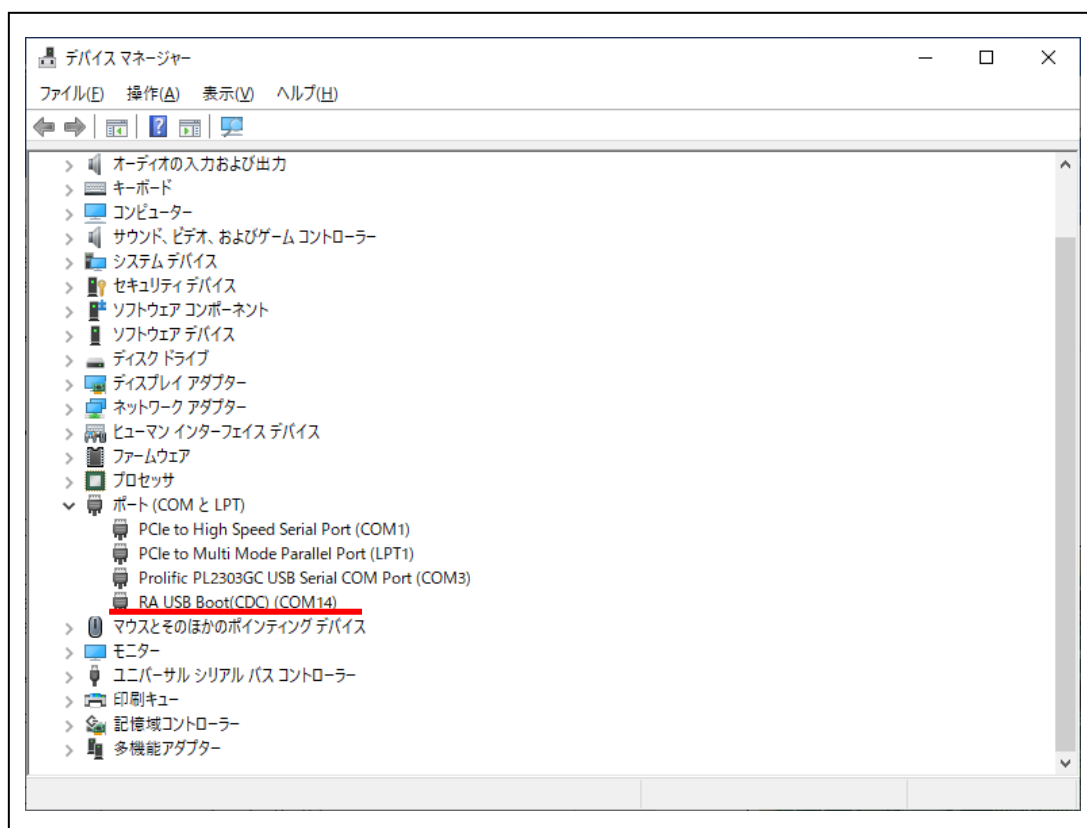 デバイス マネージャー
ファイル(F) 操作(A) 表示(V) ヘルプ(H)
オーディオの入力および出力
キーボード
コンピューター
サウンド、ビデオ、およびゲーム コントローラー
システム デバイス
セキュリティ デバイス
ソフトウェア コンポーネント
ソフトウェア デバイス
ディスク ドライブ
ディスプレイ アダプター
ネットワーク アダプター
ヒューマン インターフェイス デバイス
ファームウェア
プロセッサ
ポート (COM と LPT)
PCIe to High Speed Serial Port (COM1)
PCIe to Multi Mode Parallel Port (LPT1)
Prolific PL2303GC USB Serial COM Port (COM3)
RA USB Boot(CDC) (COM14)
マウスとそのほかのポインティング デバイス
モニター
ユニバーサル シリアル バス コントローラー
印刷キュー
記憶域コントローラー
多機能アダプター